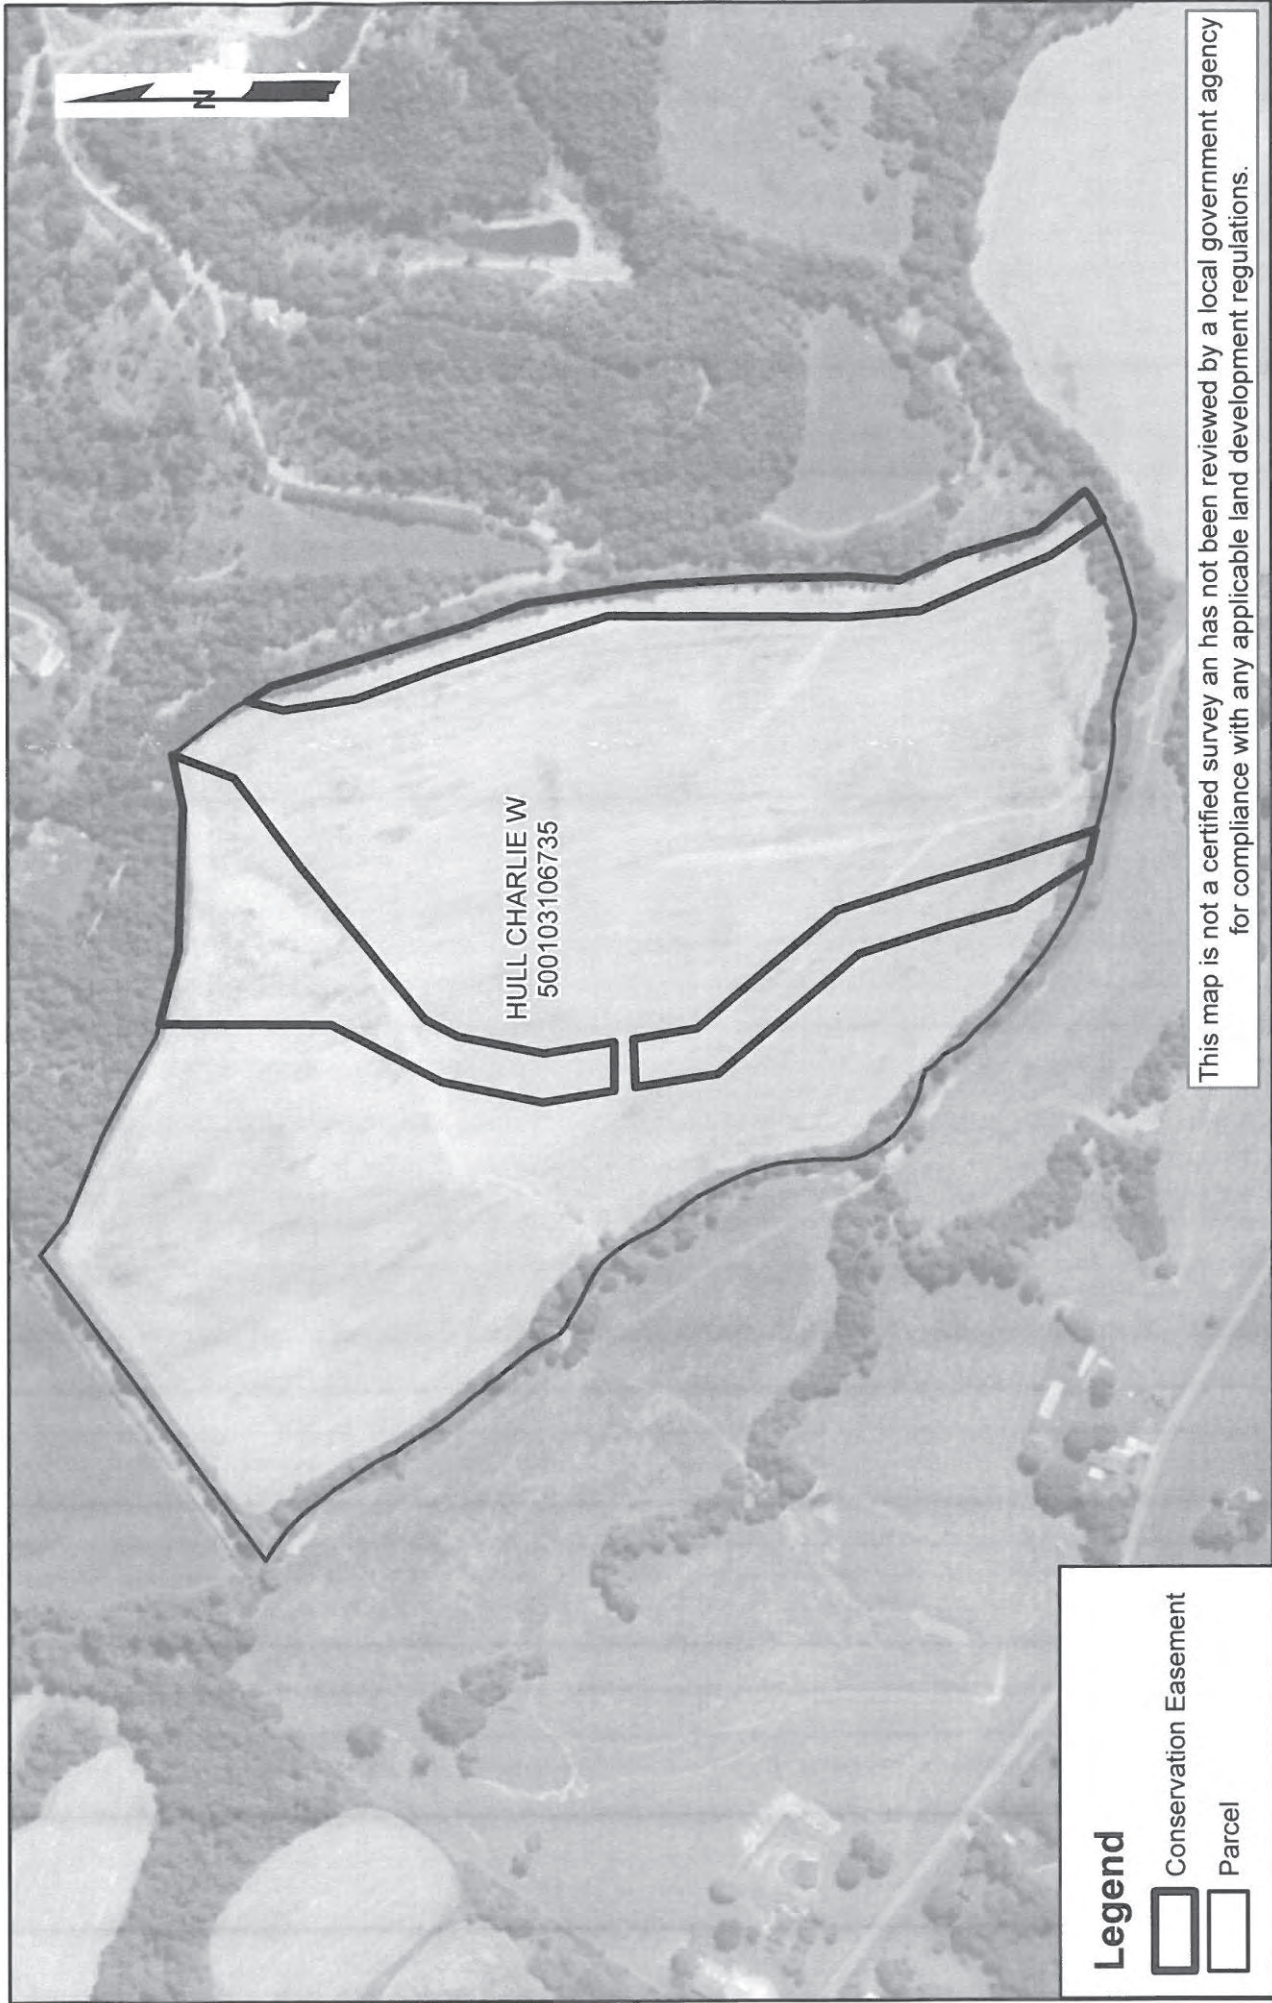 N
HULL CHARLIE W
500103106735
This map is not a certified survey an has not been reviewed by a local government agency
for compliance with any applicable land development regulations.
Legend
Conservation Easement
Parcel